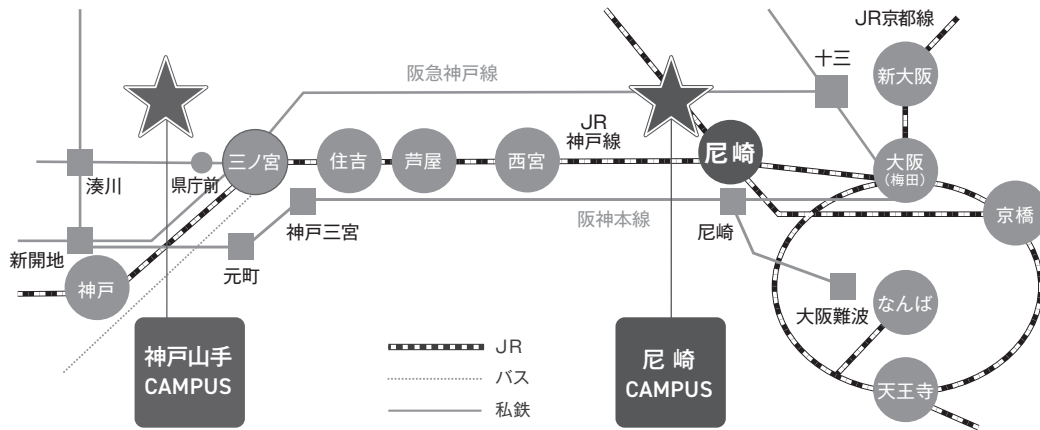 JR京都線
新大阪
十三
阪急神戸線
JR
神戸線
三ノ宮
住吉
芦屋
西宮
尼崎
大阪
(梅田)
湊川
県庁前
京橋
神戸三宮
阪神本線
尼崎
新開地
元町
神戸
大阪難波
なんば
天王寺
神戸山手
CAMPUS
尼崎
CAMPUS
JR
バス
私鉄